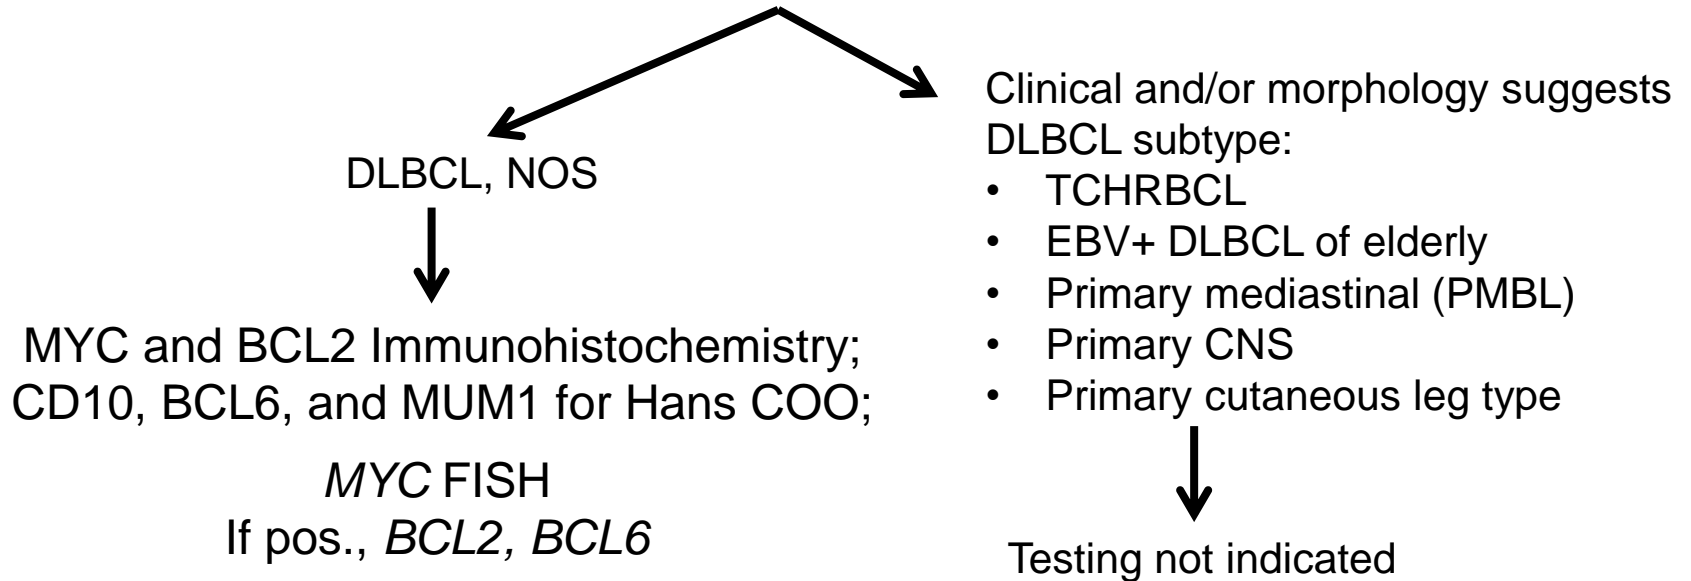 DLBCL, NOS
MYC and BCL2 Immunohistochemistry;
CD10, BCL6, and MUM1 for Hans COO;
MYC FISH
If pos., BCL2, BCL6
Clinical and/or morphology suggests
DLBCL subtype:
• TCHRBCL
• EBV+ DLBCL of elderly
• Primary mediastinal (PMBL)
• Primary CNS
• Primary cutaneous leg type
Testing not indicated